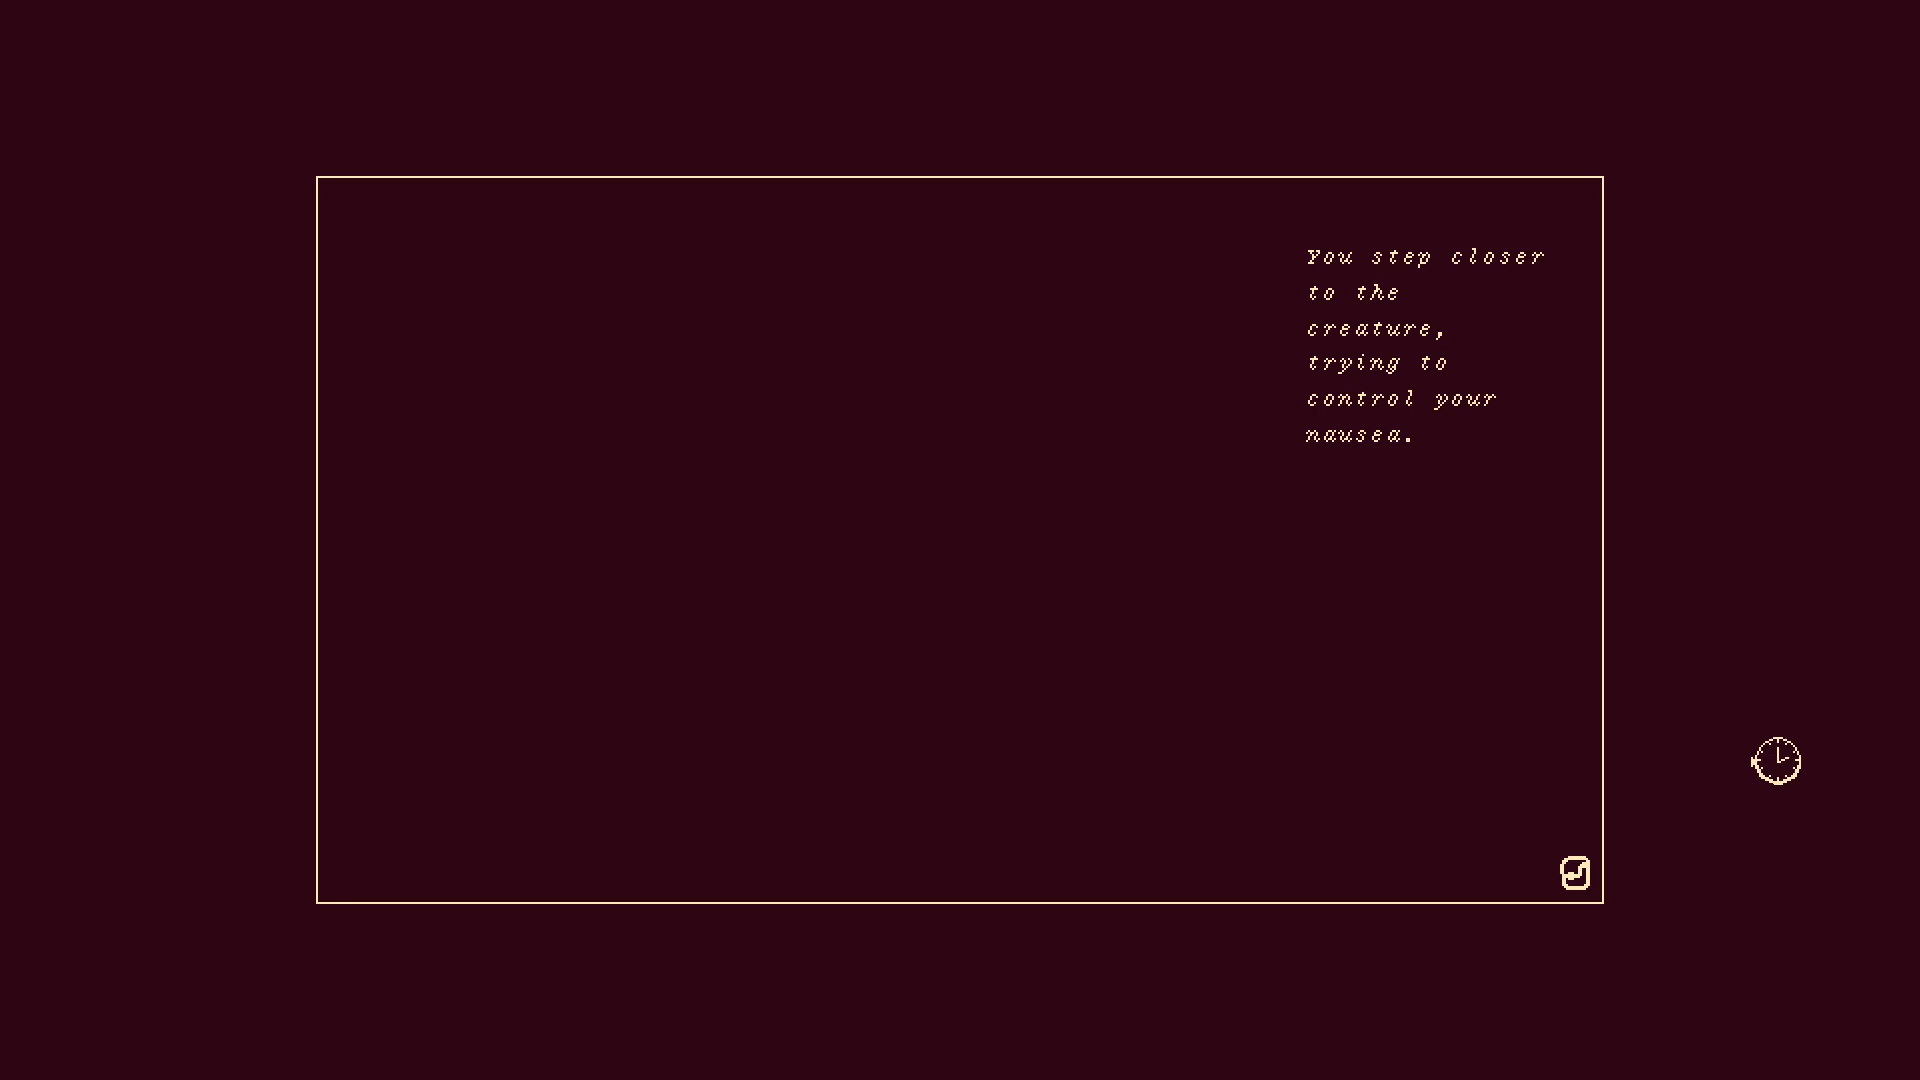 You step closer
to the
creature,
trying to
control your
nausea.